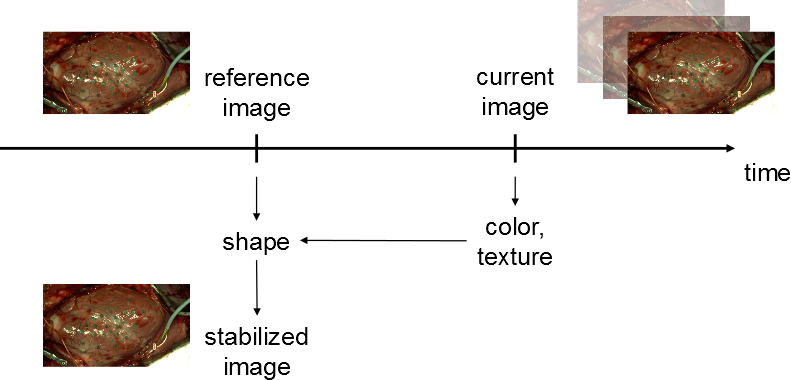 reference
image
current
image
time
shape
color,
texture
stabilized
image